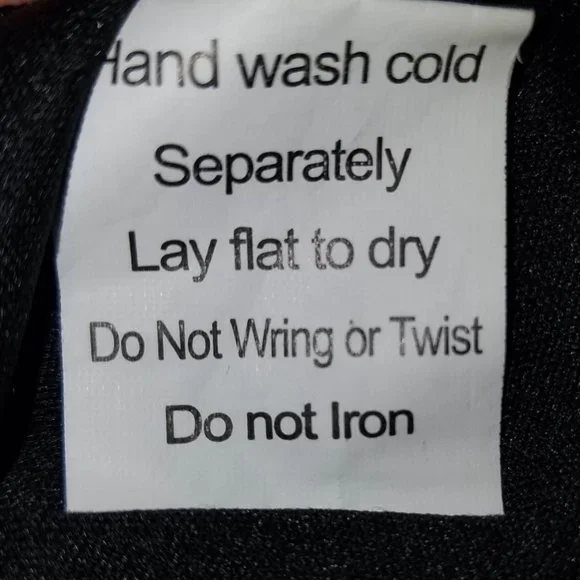 Hand wash cold
Separately
Lay flat to dry
Do Not Wring or Twist
Do not Iron